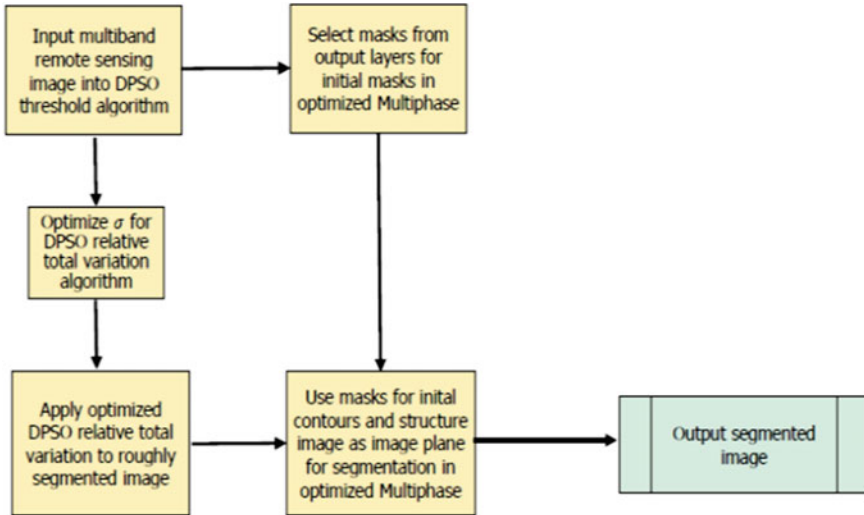 Input multiband
remote sensing
image into DPSO
threshold algorithm
Select masks from
output layers for
initial masks in
optimized Multiphase
Optimize σ for
DPSO relative
total variation
algorithm
Apply optimized
DPSO relative total
variation to roughly
segmented image
Use masks for inital
contours and structure
image as image plane
for segmentation in
optimized Multiphase
Output segmented
image